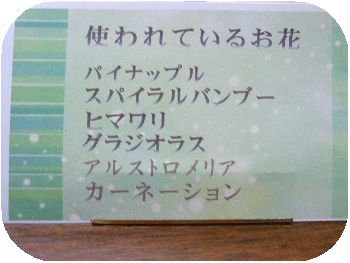 使われているお花
パイナップル
スパイラルバンブー
ヒマワリ
グラジオラス
アルストロメリア
カーネーション